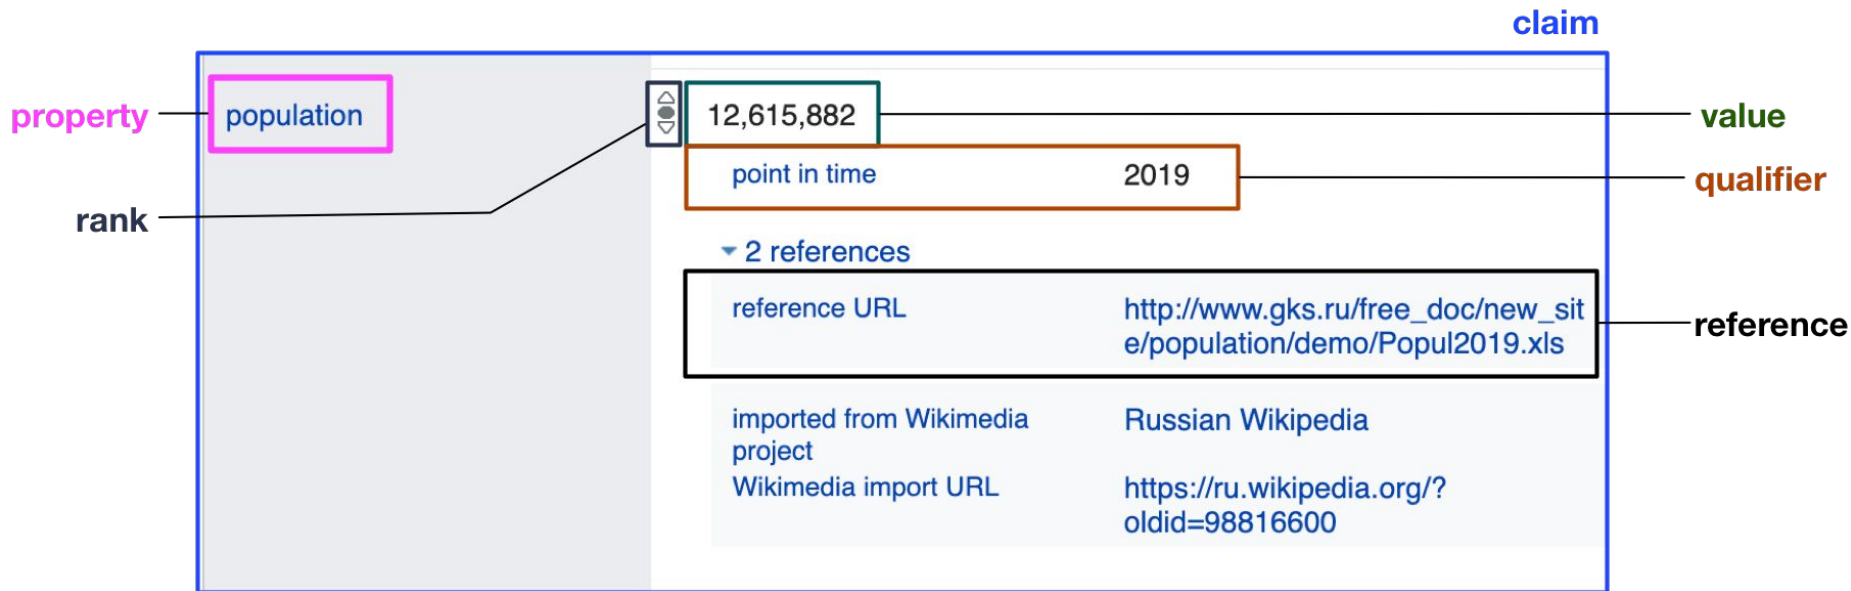 claim
property
population
12,615,882
value
point in time 2019
qualifier
rank
2 references
reference URL http://www.gks.ru/free_doc/new_sit
e/population/demo/Popul2019.xls
reference
imported from Wikimedia Russian Wikipedia
project
Wikimedia import URL https://ru.wikipedia.org/?
oldid=98816600